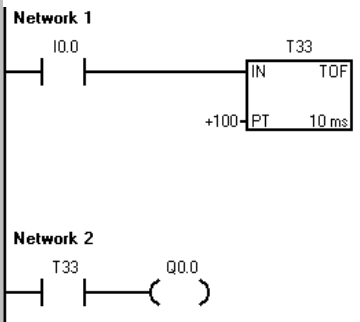 Network 1
I0.0 T33
IN TOF
+100 PT 10 ms
Network 2
T33 Q0.0